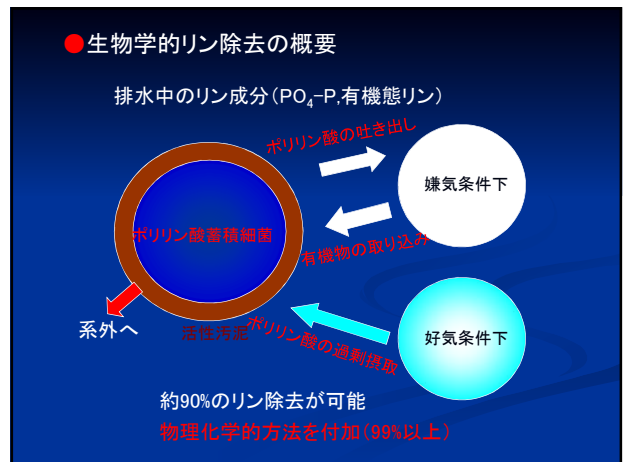 ●生物学的リン除去の概要
排水中のリン成分(PO₄-P,有機態リン)
ポリリン酸の吐き出し
嫌気条件下
ポリリン酸蓄積細菌
有機物の取り込み
系外へ
活性汚泥
ポリリン酸の過剰摂取
好気条件下
約90%のリン除去が可能
物理化学的方法を付加(99%以上)